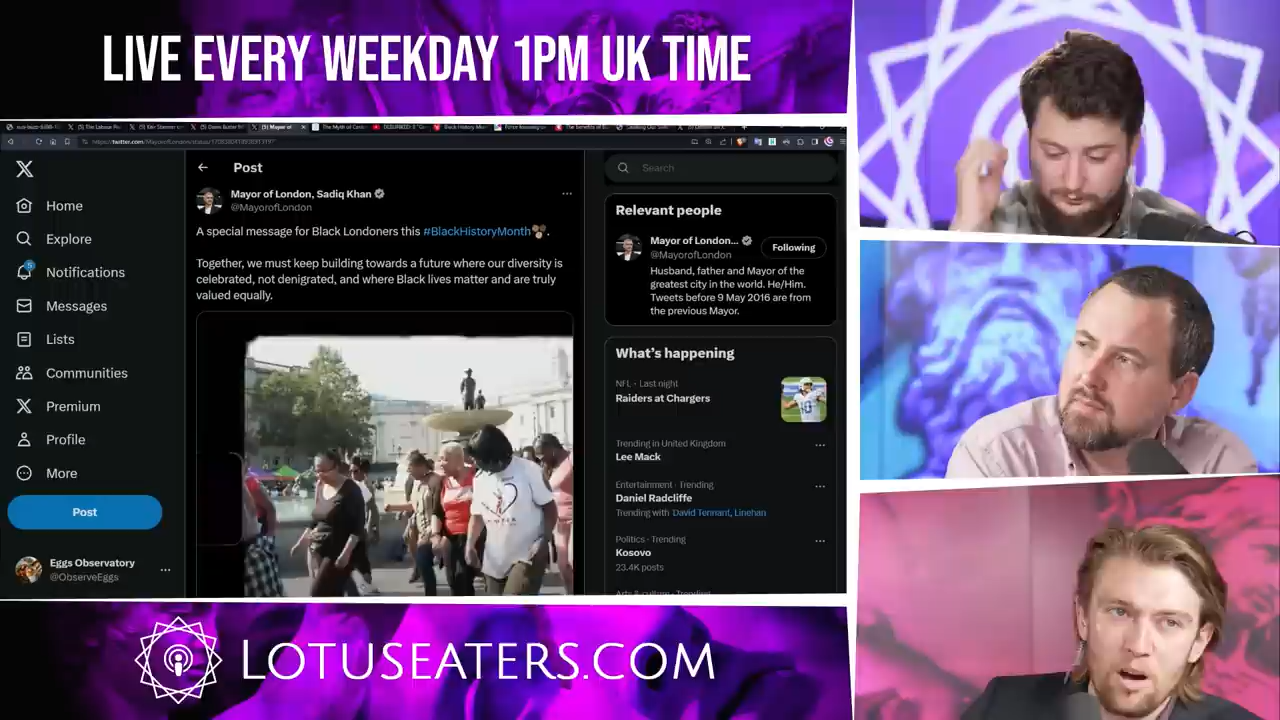 LIVE EVERY WEEKDAY 1PM UK TIME
Post
Search
Home
Explore
Notifications
Messages
Lists
Communities
Premium
Profile
More
Post
Eggs Observatory
@ObserveEggs
Mayor of London, Sadiq Khan
@MayorofLondon
A special message for Black Londoners this #BlackHistoryMonth
Together, we must keep building towards a future where our diversity is
celebrated, not denigrated, and where Black lives matter and are truly
valued equally.
Relevant people
Mayor of London...
@MayorofLondon
Following
Husband, father and Mayor of the
greatest city in the world. He/Him.
Tweets before 9 May 2016 are from
the previous Mayor.
What's happening
NFL · Last night
Raiders at Chargers
Trending in United Kingdom
Lee Mack
Entertainment · Trending
Daniel Radcliffe
Trending with David Tennant, Linehan
Politics · Trending
Kosovo
23.4K posts
Arts & culture · Trending
LOTUSEATERS.COM